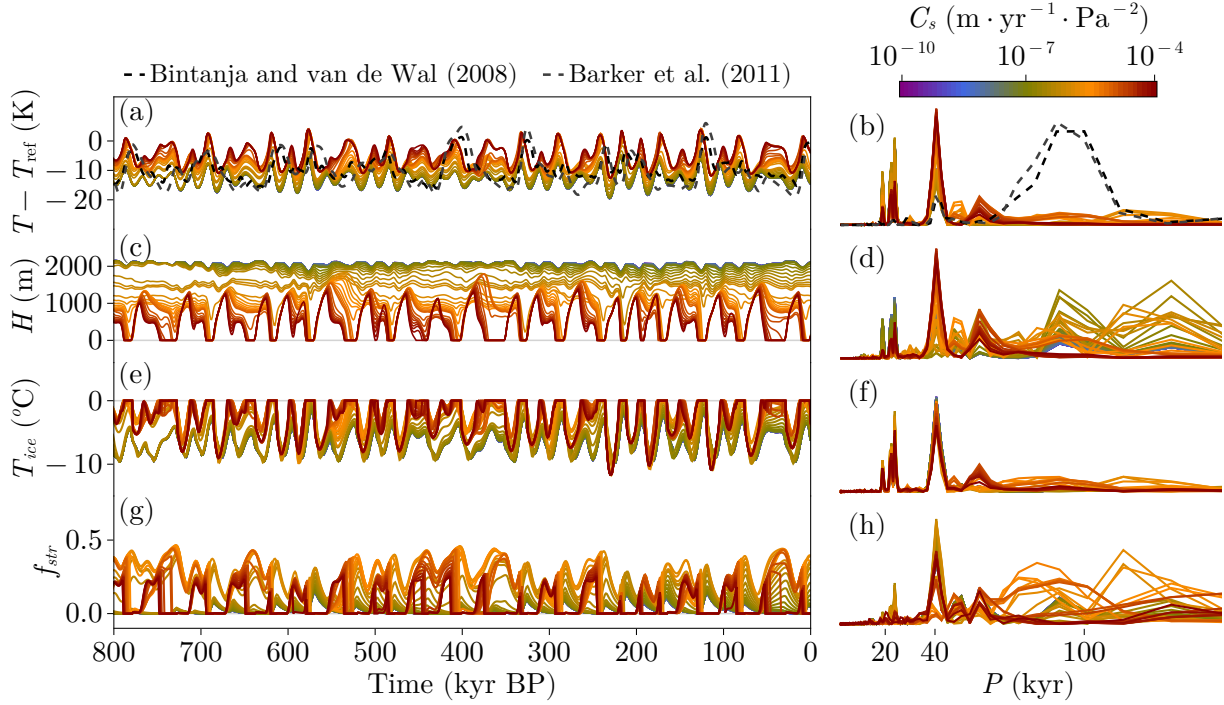 C_s (m · yr⁻¹ · Pa⁻²)
10⁻¹⁰ 10⁻⁷ 10⁻⁴
Bintanja and van de Wal (2008) Barker et al. (2011)
(a)
T − T_ref (K)
0
−10
−20
(b)
(c)
H (m)
2000
1000
0
(d)
(e)
T_ice (°C)
0
−10
(f)
(g)
f_str
0.5
0.0
(h)
800 700 600 500 400 300 200 100 0
Time (kyr BP)
20 40 100
P (kyr)